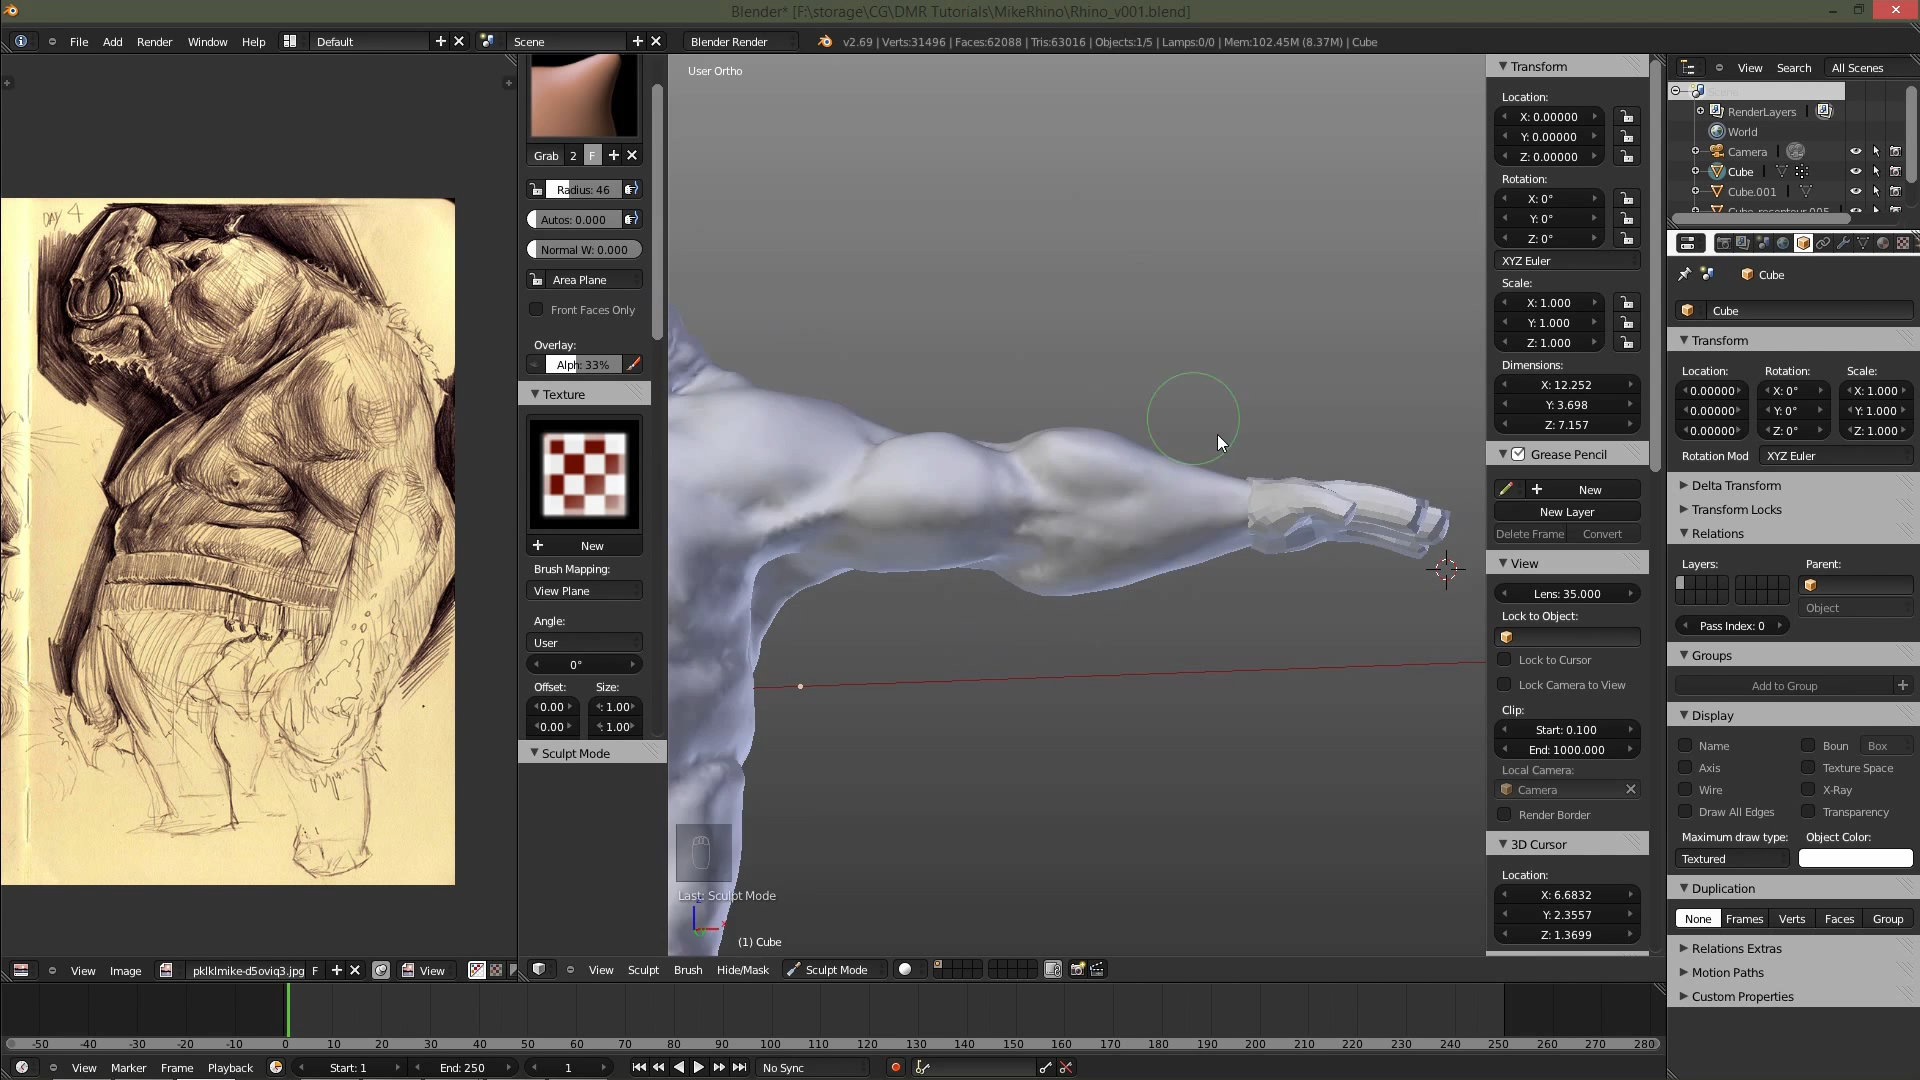 Blender* [F:\storage\CG\DMR Tutorials\MikeRhino\Rhino_v001.blend]
File Add Render Window Help Default Scene Blender Render v2.69 | Verts:31496 | Faces:62088 | Tris:63016 | Objects:1/5 | Lamps:0/0 | Mem:102.45M (8.37M) | Cube
DAY 4
Grab 2 F
Radius: 46
Autos: 0.000
Normal W: 0.000
Area Plane
Front Faces Only
Overlay:
Alph: 33%
Texture
New
Brush Mapping:
View Plane
Angle:
User
0°
Offset: Size:
0.00 : 1.00
0.00 : 1.00
Sculpt Mode
User Ortho
Last: Sculpt Mode
(1) Cube
Transform
Location:
X: 0.00000
Y: 0.00000
Z: 0.00000
Rotation:
X: 0°
Y: 0°
Z: 0°
XYZ Euler
Scale:
X: 1.000
Y: 1.000
Z: 1.000
Dimensions:
X: 12.252
Y: 3.698
Z: 7.157
Grease Pencil
New
New Layer
Delete Frame Convert
View
Lens: 35.000
Lock to Object:
Lock to Cursor
Lock Camera to View
Clip:
Start: 0.100
End: 1000.000
Local Camera:
Camera
Render Border
3D Cursor
Location:
X: 6.6832
Y: 2.3557
Z: 1.3699
View Search All Scenes
Scene
RenderLayers
World
Camera
Cube
Cube.001
Cube
Cube
Transform
Location: Rotation: Scale:
0.00000 X: 0° X: 1.000
0.00000 Y: 0° Y: 1.000
0.00000 Z: 0° Z: 1.000
Rotation Mod XYZ Euler
Delta Transform
Transform Locks
Relations
Layers: Parent:
Object
Pass Index: 0
Groups
Add to Group
Display
Name Boun Box
Axis Texture Space
Wire X-Ray
Draw All Edges Transparency
Maximum draw type: Object Color:
Textured
Duplication
None Frames Verts Faces Group
Relations Extras
Motion Paths
Custom Properties
View Image pklklmike-d5oviq3.jpg F View
View Sculpt Brush Hide/Mask Sculpt Mode
-50 -40 -30 -20 -10 0 10 20 30 40 50 60 70 80 90 100 110 120 130 140 150 160 170 180 190 200 210 220 230 240 250 260 270 280
View Marker Frame Playback Start: 1 End: 250 1 No Sync